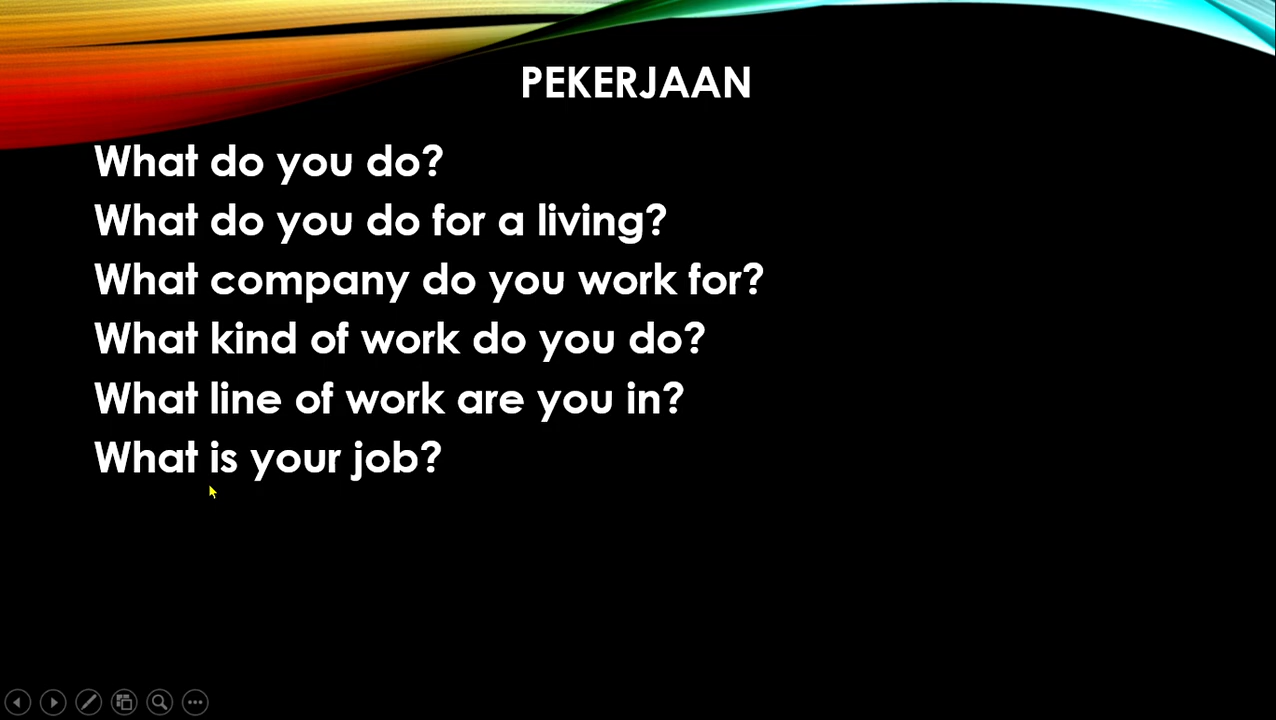 PEKERJAAN
What do you do?
What do you do for a living?
What company do you work for?
What kind of work do you do?
What line of work are you in?
What is your job?